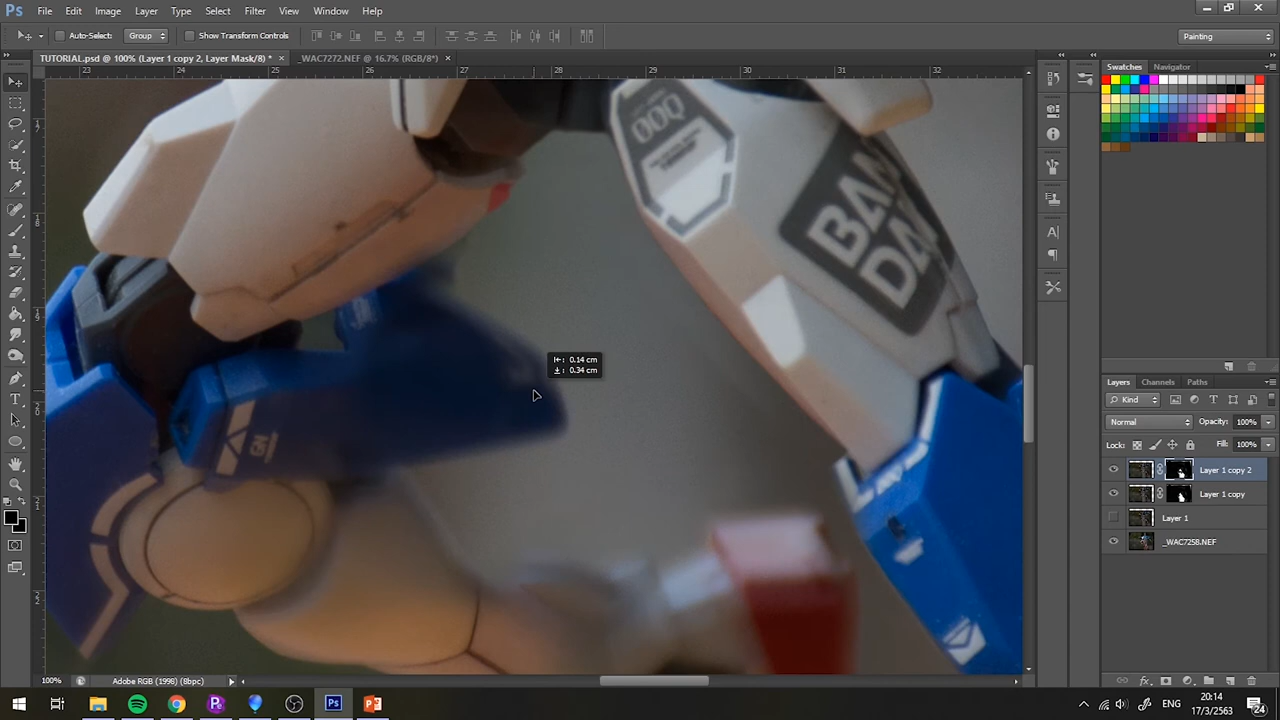 Ps File Edit Image Layer Type Select Filter View Window Help
Auto-Select: Group Show Transform Controls Painting
TUTORIAL.psd @ 100% (Layer 1 copy 2, Layer Mask/8) * × _WAC7272.NEF @ 16.7% (RGB/8*) ×
23 24 25 26 27 28 29 30 31 32
Swatches Navigator
000
BAN
DAI
GN
0.14 cm
0.34 cm
Layers Channels Paths
Kind
Normal Opacity: 100%
Lock: Fill: 100%
Layer 1 copy 2
Layer 1 copy
Layer 1
_WAC7258.NEF
100% Adobe RGB (1998) (8bpc)
ENG 20:14
17/3/2563 24